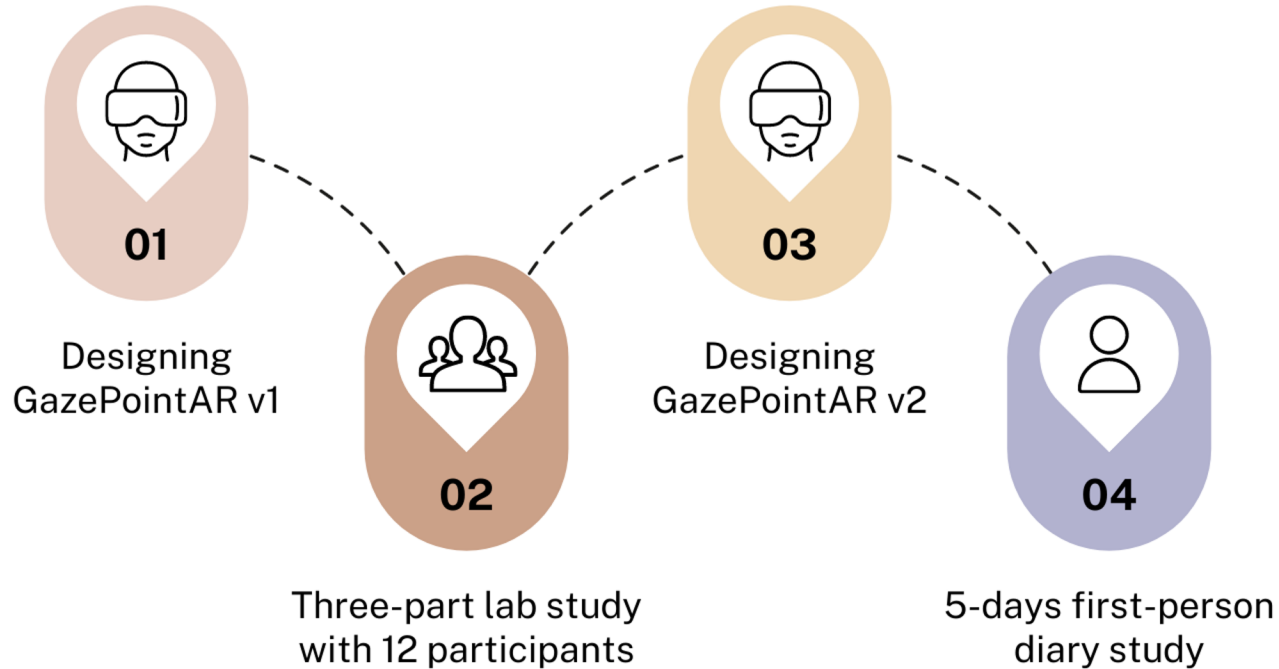 01
Designing
GazePointAR v1
02
Three-part lab study
with 12 participants
03
Designing
GazePointAR v2
04
5-days first-person
diary study